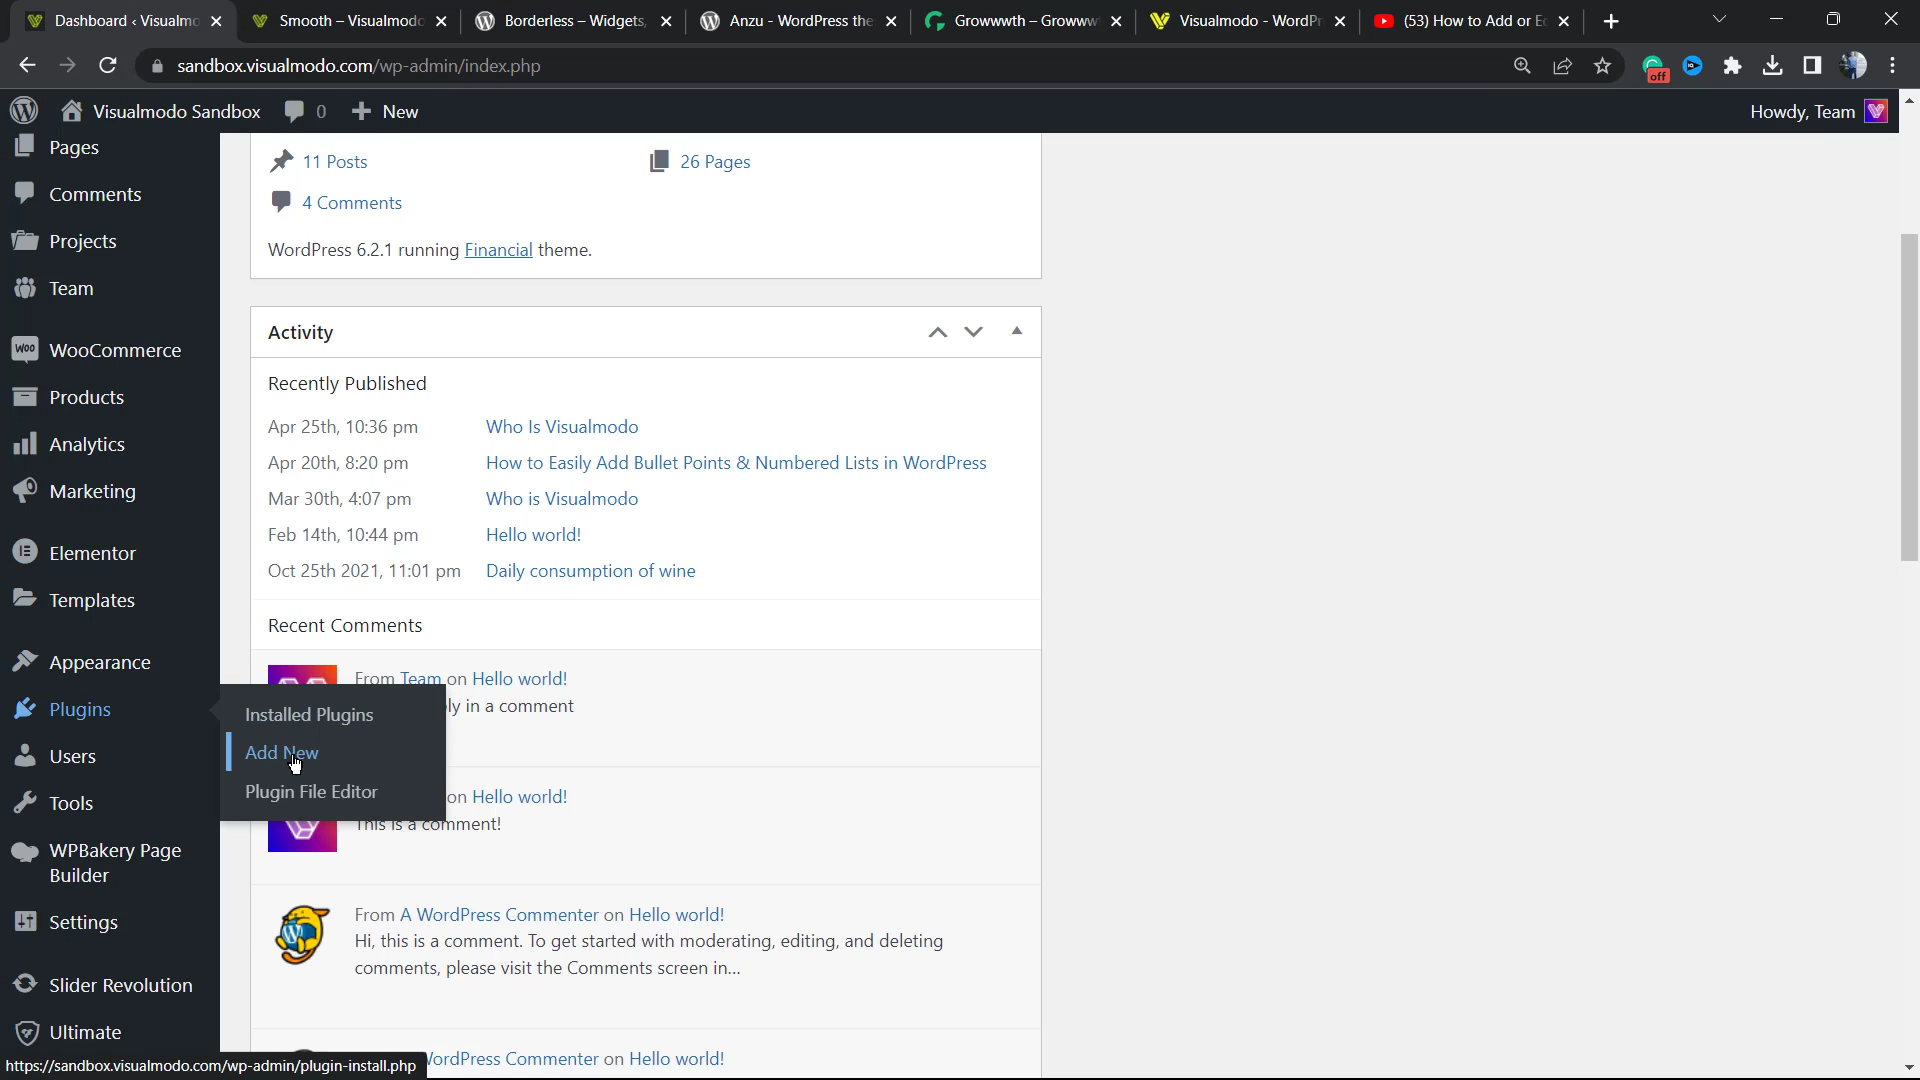 Dashboard ‹ Visualmo
Smooth – Visualmodo
Borderless – Widgets,
Anzu - WordPress the
Growwwth – Groww
Visualmodo - WordPr
(53) How to Add or E
sandbox.visualmodo.com/wp-admin/index.php
off
Visualmodo Sandbox
0
New
Howdy, Team
Pages
Comments
Projects
Team
WooCommerce
Products
Analytics
Marketing
Elementor
Templates
Appearance
Plugins
Users
Tools
WPBakery Page
Builder
Settings
Slider Revolution
Ultimate
Installed Plugins
Add New
Plugin File Editor
11 Posts
26 Pages
4 Comments
WordPress 6.2.1 running Financial theme.
Activity
Recently Published
Apr 25th, 10:36 pm Who Is Visualmodo
Apr 20th, 8:20 pm How to Easily Add Bullet Points & Numbered Lists in WordPress
Mar 30th, 4:07 pm Who is Visualmodo
Feb 14th, 10:44 pm Hello world!
Oct 25th 2021, 11:01 pm Daily consumption of wine
Recent Comments
From Team on Hello world!
ly in a comment
on Hello world!
This is a comment!
From A WordPress Commenter on Hello world!
Hi, this is a comment. To get started with moderating, editing, and deleting
comments, please visit the Comments screen in...
WordPress Commenter on Hello world!
https://sandbox.visualmodo.com/wp-admin/plugin-install.php